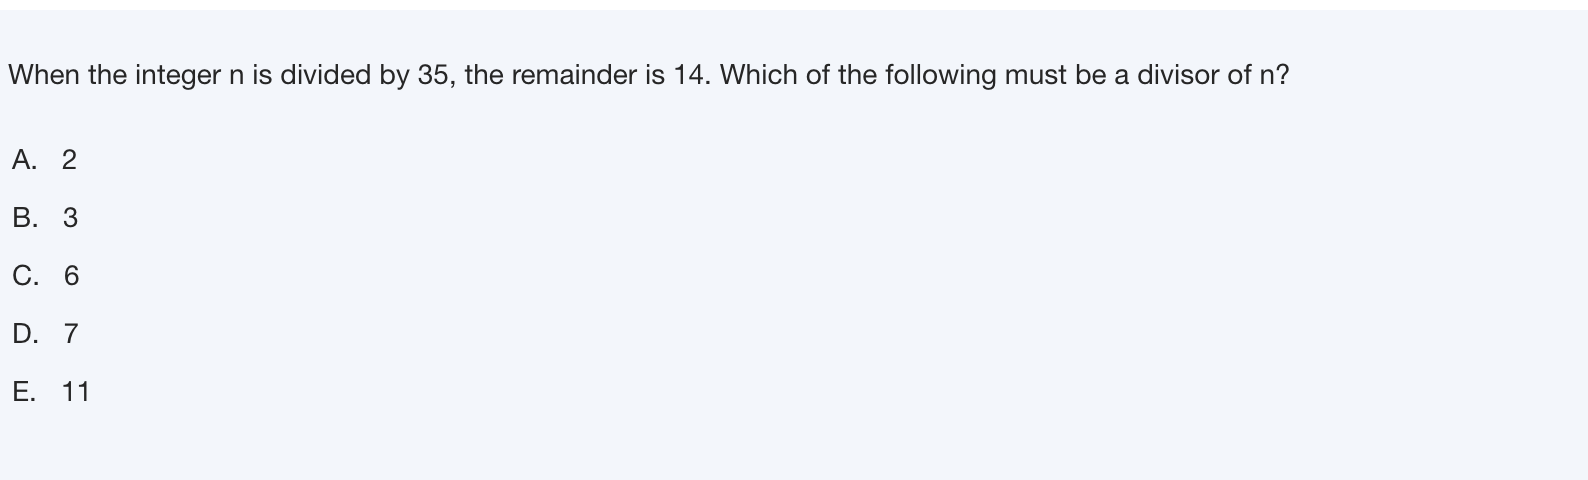 When the integer n is divided by 35, the remainder is 14. Which of the following must be a divisor of n?
A. 2
B. 3
C. 6
D. 7
E. 11